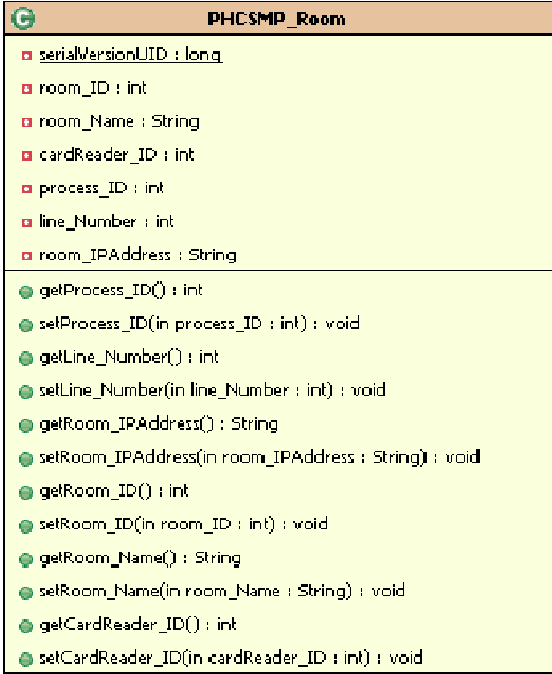 PHCSMP_Room
serialVersionUID : long
room_ID : int
room_Name : String
cardReader_ID : int
process_ID : int
line_Number : int
room_IPAddress : String
getProcess_ID() : int
setProcess_ID(in process_ID : int) : void
getLine_Number() : int
setLine_Number(in line_Number : int) : void
getRoom_IPAddress() : String
setRoom_IPAddress(in room_IPAddress : String) : void
getRoom_ID() : int
setRoom_ID(in room_ID : int) : void
getRoom_Name() : String
setRoom_Name(in room_Name : String) : void
getCardReader_ID() : int
setCardReader_ID(in cardReader_ID : int) : void